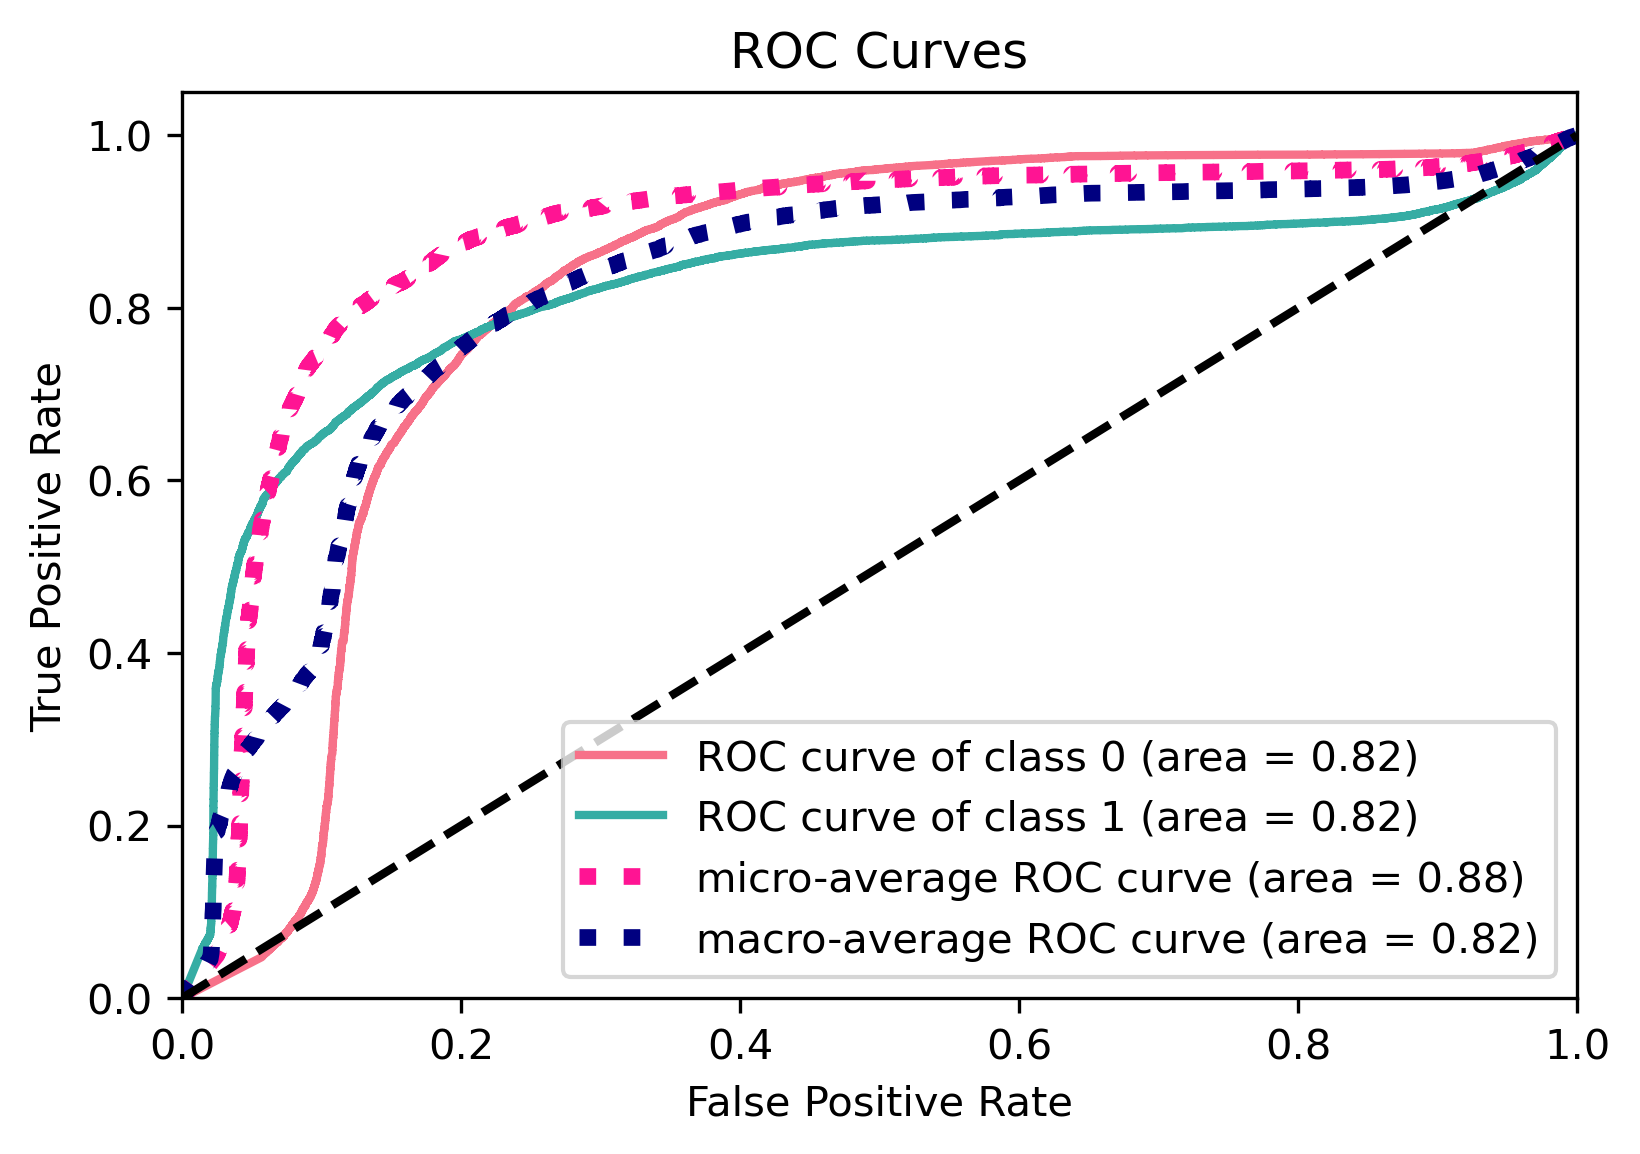 ROC Curves
True Positive Rate
1.0
0.8
0.6
0.4
0.2
0.0
ROC curve of class 0 (area = 0.82)
ROC curve of class 1 (area = 0.82)
micro-average ROC curve (area = 0.88)
macro-average ROC curve (area = 0.82)
0.0 0.2 0.4 0.6 0.8 1.0
False Positive Rate